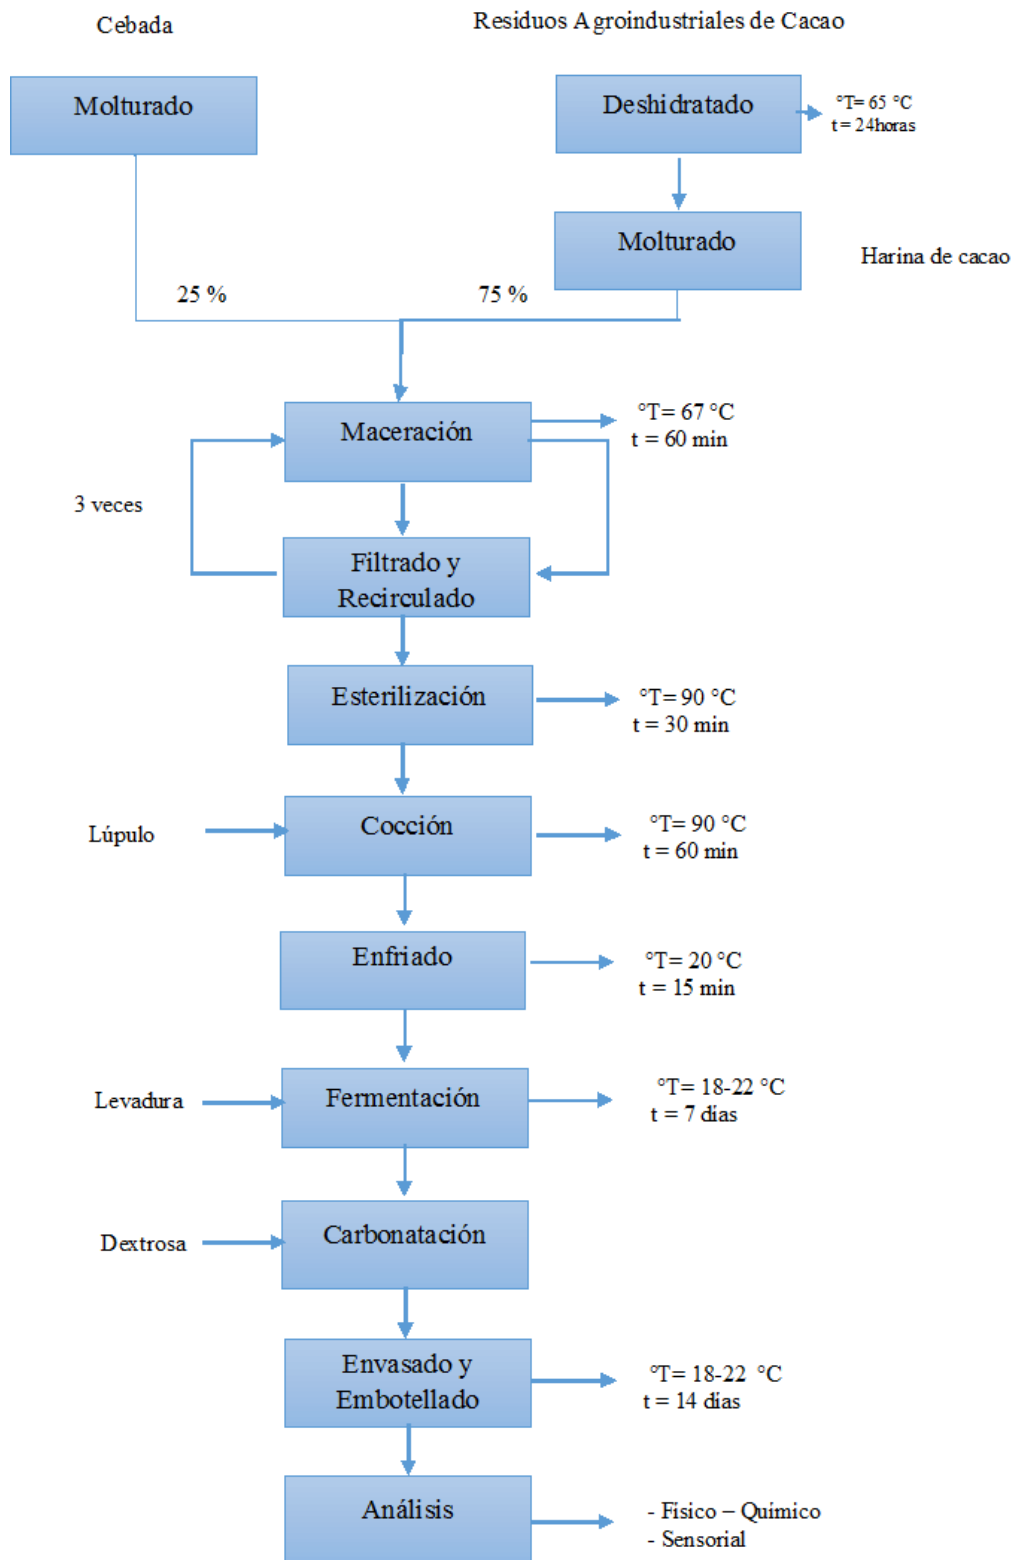 Cebada
Residuos Agroindustriales de Cacao
Molturado
Deshidratado
°T= 65 °C
t = 24horas
Molturado
Harina de cacao
25 %
75 %
Maceración
°T= 67 °C
t = 60 min
3 veces
Filtrado y
Recirculado
Esterilización
°T= 90 °C
t = 30 min
Lúpulo
Cocción
°T= 90 °C
t = 60 min
Enfriado
°T= 20 °C
t = 15 min
Levadura
Fermentación
°T= 18-22 °C
t = 7 días
Dextrosa
Carbonatación
Envasado y
Embotellado
°T= 18-22 °C
t = 14 días
Análisis
- Físico – Químico
- Sensorial